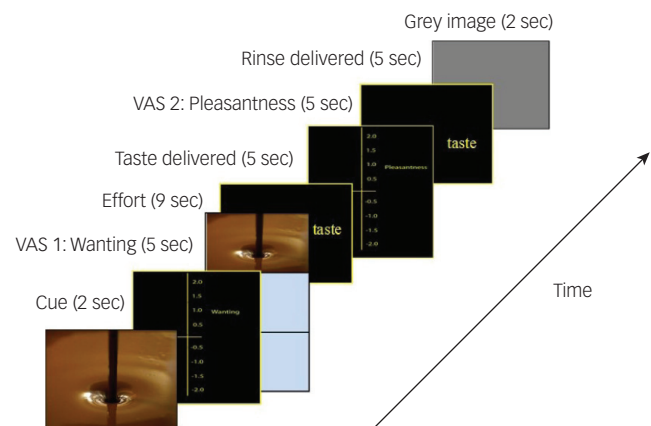 Grey image (2 sec)
Rinse delivered (5 sec)
VAS 2: Pleasantness (5 sec)
taste
Taste delivered (5 sec)
2.0
1.5
1.0
Pleasantness
0.5
-0.5
-1.0
-1.5
-2.0
Effort (9 sec)
taste
VAS 1: Wanting (5 sec)
2.0
1.5
1.0
Wanting
0.5
-0.5
-1.0
-1.5
-2.0
Cue (2 sec)
Time